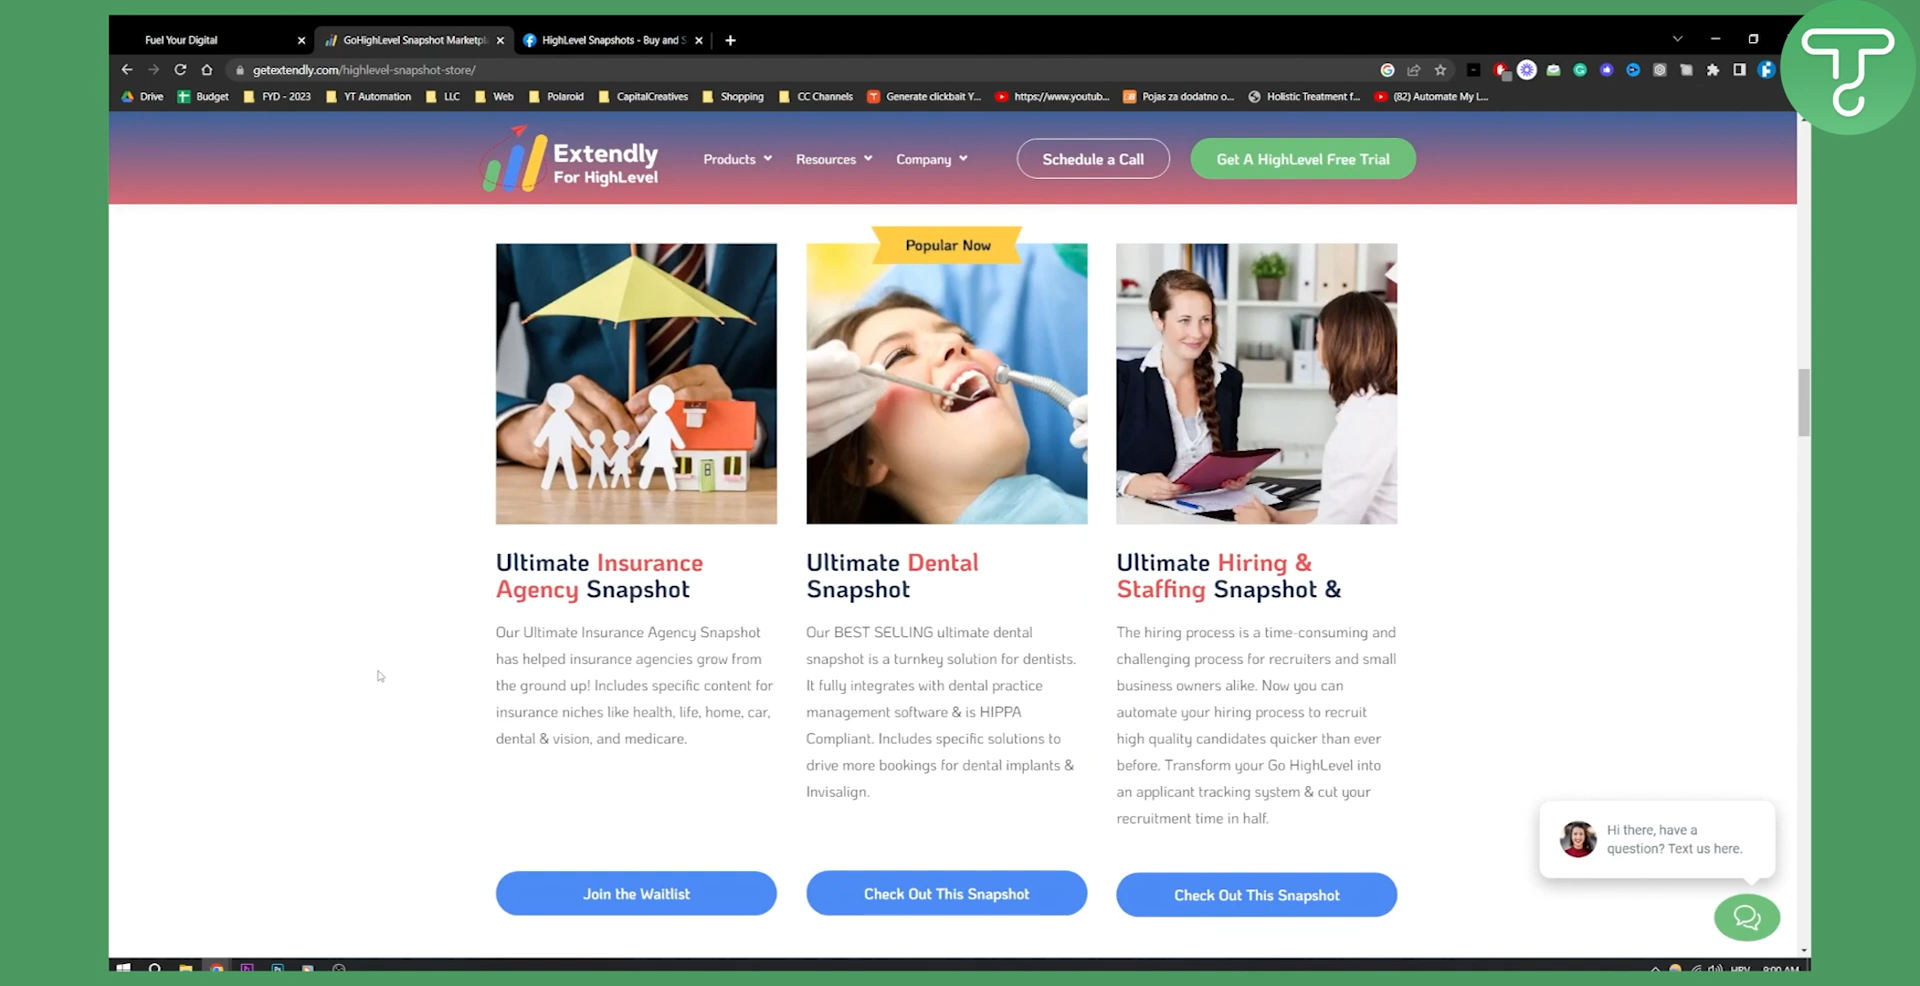 Fuel Your Digital
GoHighLevel Snapshot Marketpl
HighLevel Snapshots - Buy and S
getextendly.com/highlevel-snapshot-store/
Drive
Budget
FYD - 2023
YT Automation
LLC
Web
Polaroid
CapitalCreatives
Shopping
CC Channels
Generate clickbait Y...
https://www.youtub...
Pojas za dodatno o...
Holistic Treatment f...
(82) Automate My L...
Extendly
For HighLevel
Products
Resources
Company
Schedule a Call
Get A HighLevel Free Trial
Popular Now
Ultimate Insurance
Agency Snapshot
Our Ultimate Insurance Agency Snapshot
has helped insurance agencies grow from
the ground up! Includes specific content for
insurance niches like health, life, home, car,
dental & vision, and medicare.
Join the Waitlist
Ultimate Dental
Snapshot
Our BEST SELLING ultimate dental
snapshot is a turnkey solution for dentists.
It fully integrates with dental practice
management software & is HIPPA
Compliant. Includes specific solutions to
drive more bookings for dental implants &
Invisalign.
Check Out This Snapshot
Ultimate Hiring &
Staffing Snapshot &
The hiring process is a time-consuming and
challenging process for recruiters and small
business owners alike. Now you can
automate your hiring process to recruit
high quality candidates quicker than ever
before. Transform your Go HighLevel into
an applicant tracking system & cut your
recruitment time in half.
Check Out This Snapshot
Hi there, have a
question? Text us here.
HRV
9:00 AM